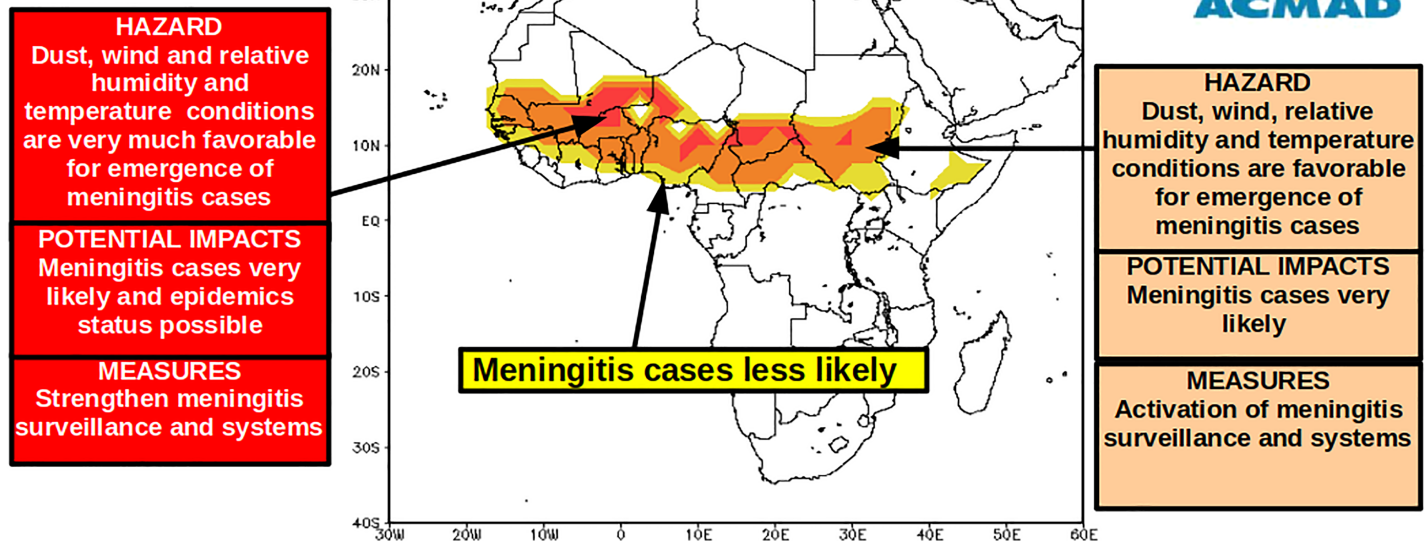 ACMAD
HAZARD
Dust, wind and relative
humidity and
temperature conditions
are very much favorable
for emergence of
meningitis cases
POTENTIAL IMPACTS
Meningitis cases very
likely and epidemics
status possible
MEASURES
Strengthen meningitis
surveillance and systems
HAZARD
Dust, wind, relative
humidity and temperature
conditions are favorable
for emergence of
meningitis cases
POTENTIAL IMPACTS
Meningitis cases very
likely
MEASURES
Activation of meningitis
surveillance and systems
Meningitis cases less likely
20N
10N
EQ
10S
20S
30S
40S
30W 20W 10W 0 10E 20E 30E 40E 50E 60E